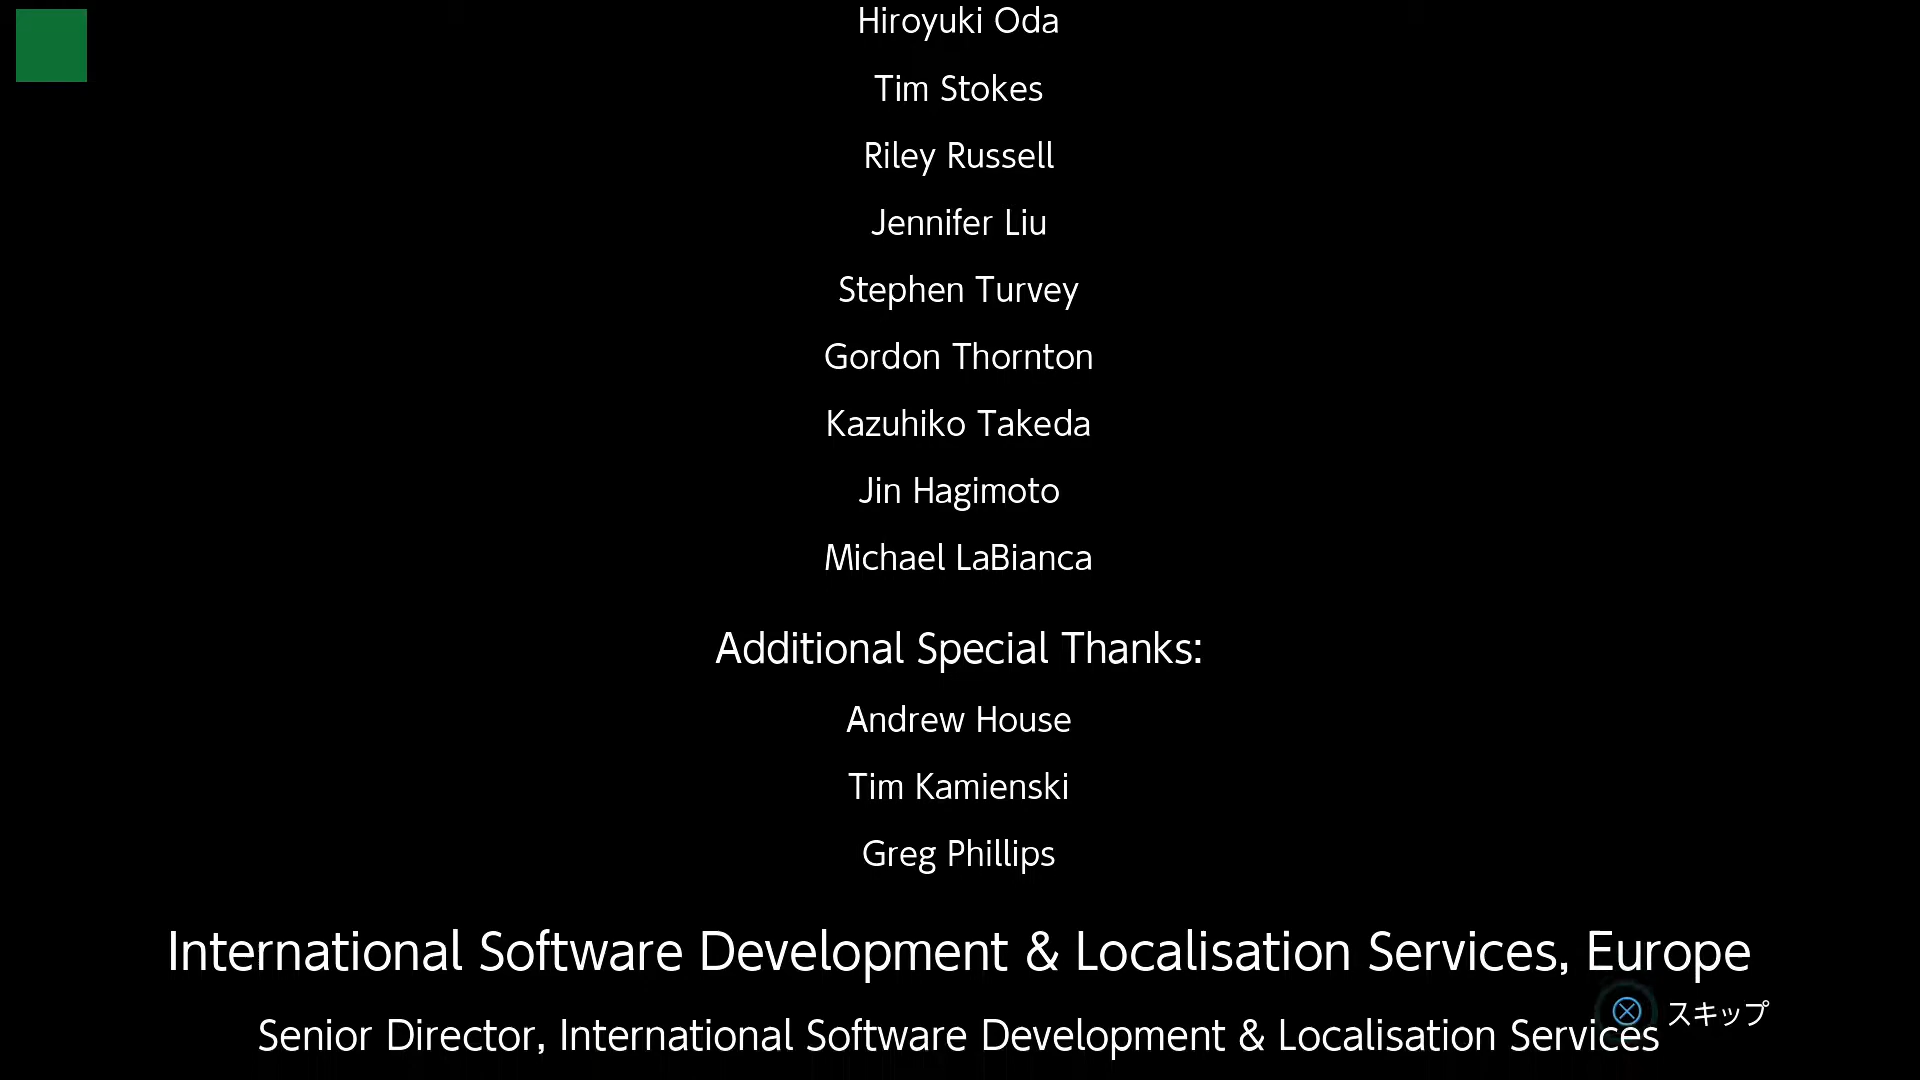 Hiroyuki Oda
Tim Stokes
Riley Russell
Jennifer Liu
Stephen Turvey
Gordon Thornton
Kazuhiko Takeda
Jin Hagimoto
Michael LaBianca
Additional Special Thanks:
Andrew House
Tim Kamienski
Greg Phillips
International Software Development & Localisation Services, Europe
スキップ
Senior Director, International Software Development & Localisation Services